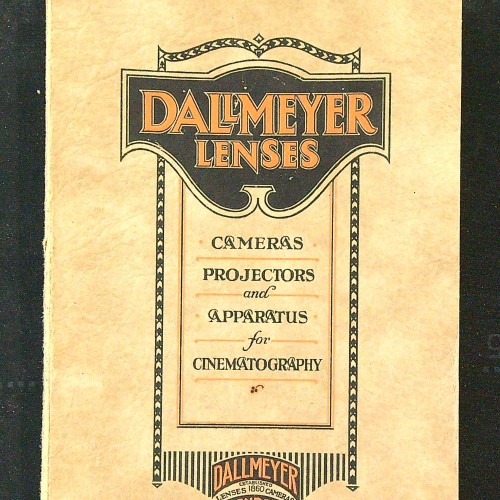 DALLMEYER
LENSES
CAMERAS
PROJECTORS
and
APPARATUS
for
CINEMATOGRAPHY
DALLMEYER
ESTABLISHED
LENSES 1860 CAMERAS